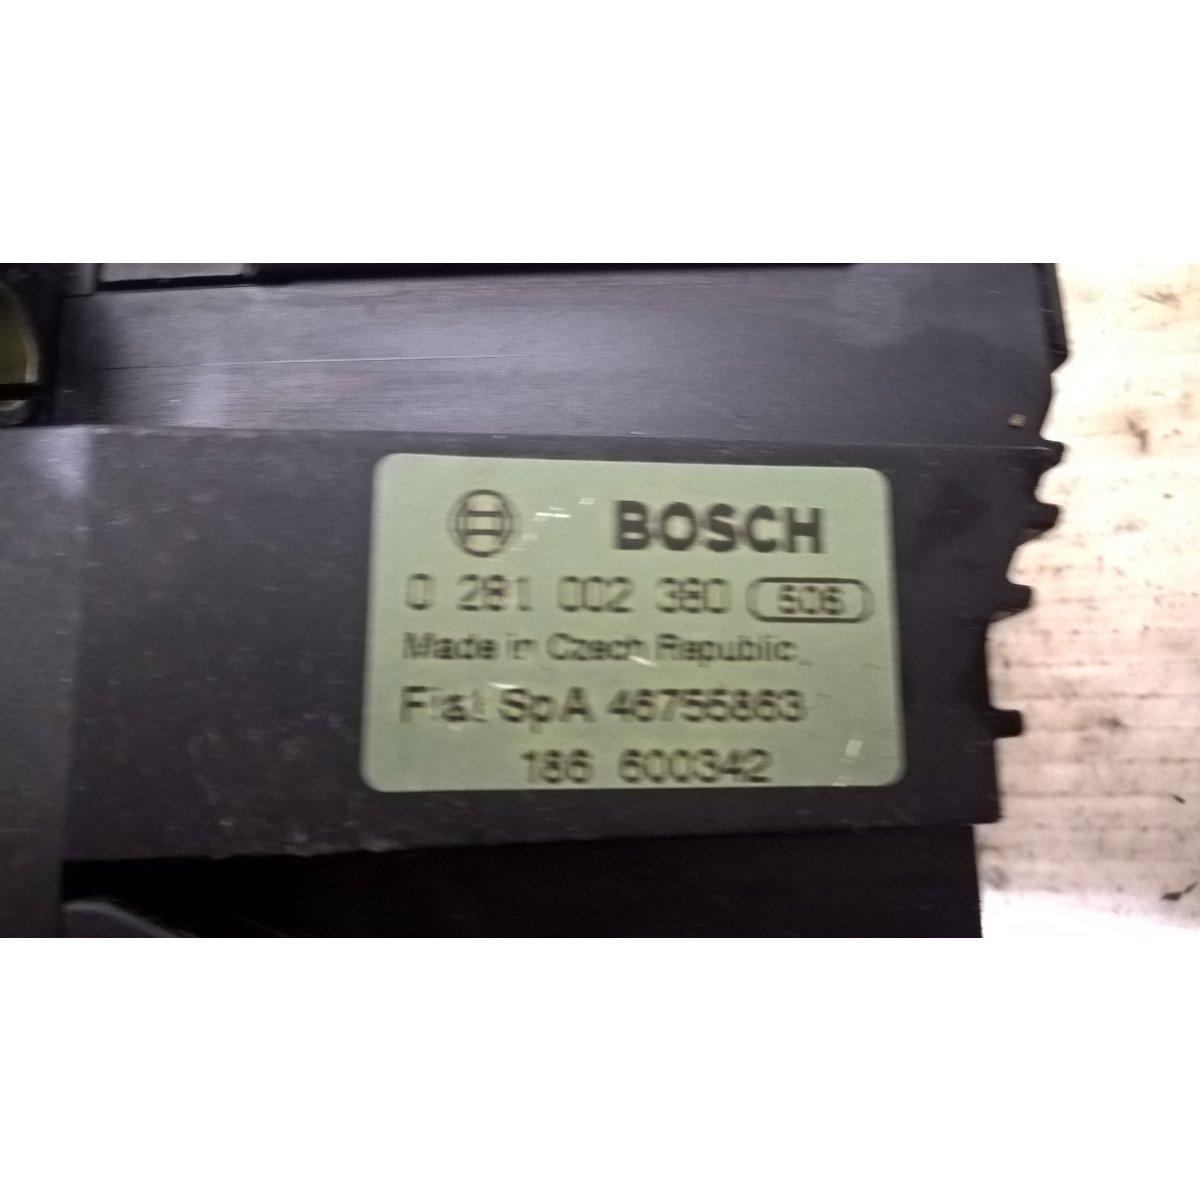 BOSCH
0 281 002 380 506
Made in Czech Republic
Fiat SpA 46755863
186 600342